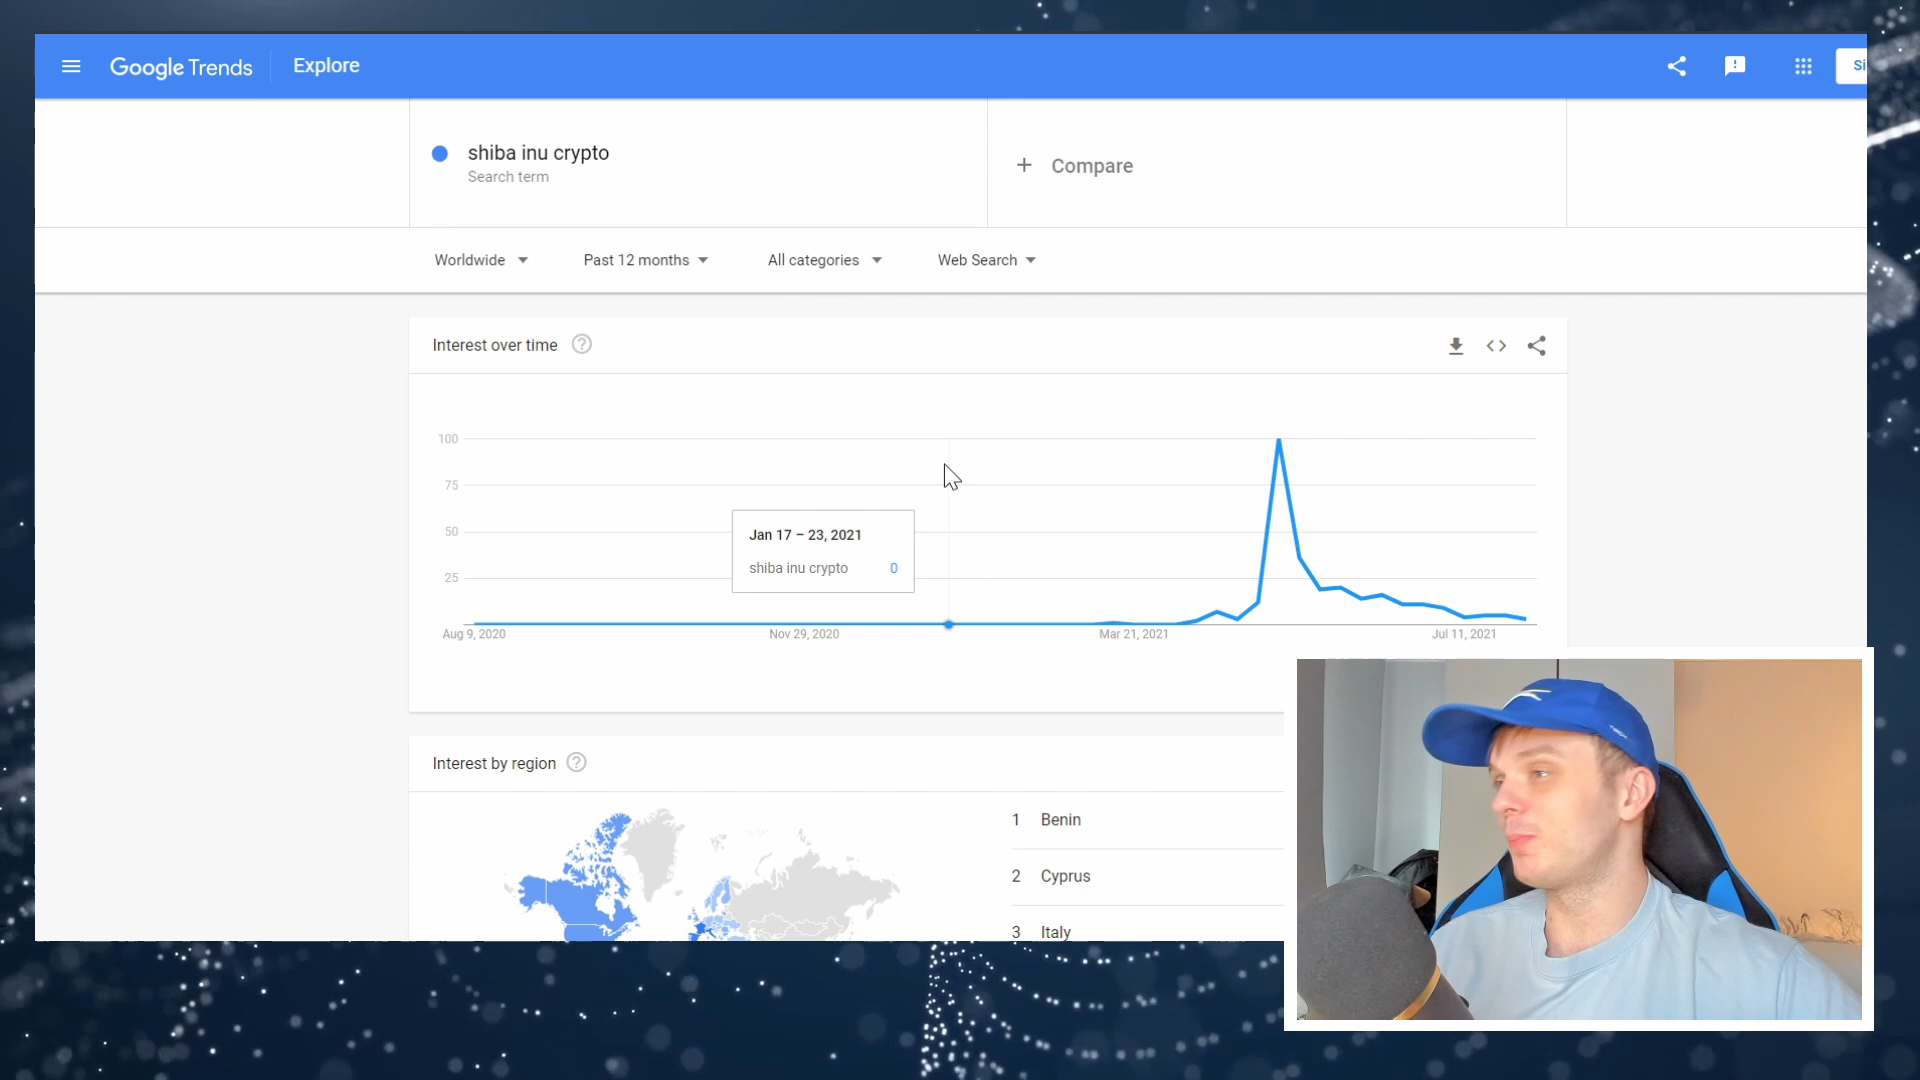 Google Trends
Explore
Si
shiba inu crypto
Search term
+ Compare
Worldwide
Past 12 months
All categories
Web Search
Interest over time
100
75
50
25
Jan 17 – 23, 2021
shiba inu crypto 0
Aug 9, 2020
Nov 29, 2020
Mar 21, 2021
Jul 11, 2021
Interest by region
1 Benin
2 Cyprus
3 Italy